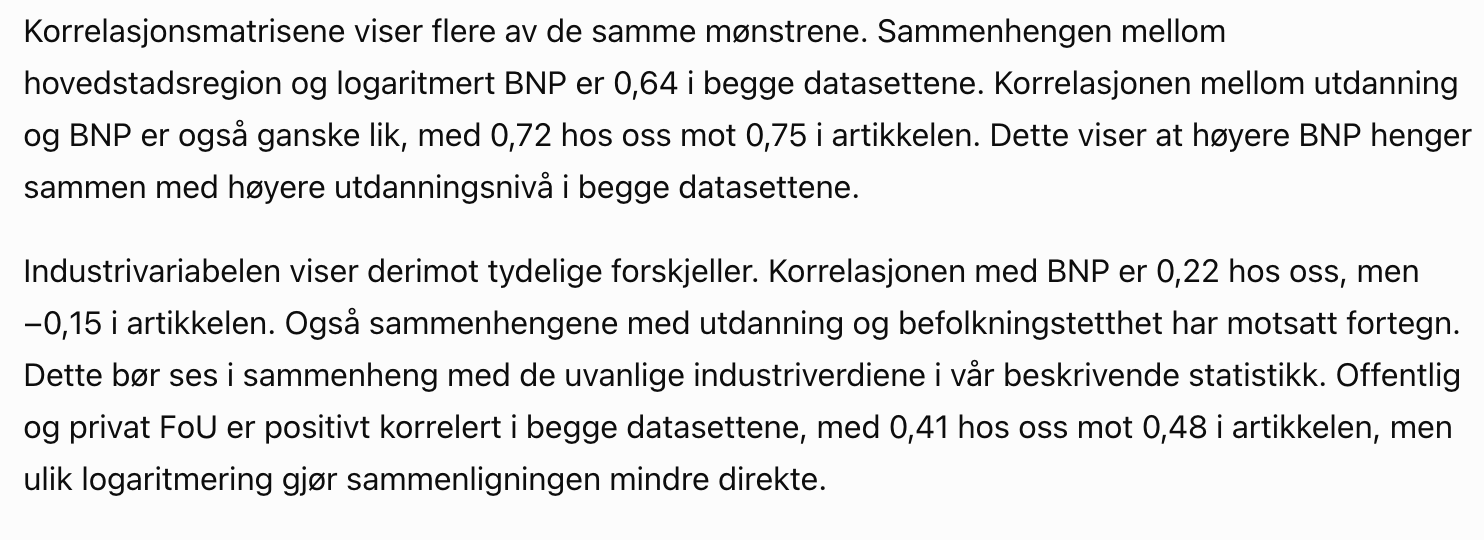 Korrelasjonsmatrisene viser flere av de samme mønstrene. Sammenhengen mellom
hovedstadsregion og logaritmert BNP er 0,64 i begge datasettene. Korrelasjonen mellom utdanning
og BNP er også ganske lik, med 0,72 hos oss mot 0,75 i artikkelen. Dette viser at høyere BNP henger
sammen med høyere utdanningsnivå i begge datasettene.
Industrivariabelen viser derimot tydelige forskjeller. Korrelasjonen med BNP er 0,22 hos oss, men
−0,15 i artikkelen. Også sammenhengene med utdanning og befolkningstetthet har motsatt fortegn.
Dette bør ses i sammenheng med de uvanlige industriverdiene i vår beskrivende statistikk. Offentlig
og privat FoU er positivt korrelert i begge datasettene, med 0,41 hos oss mot 0,48 i artikkelen, men
ulik logaritmering gjør sammenligningen mindre direkte.